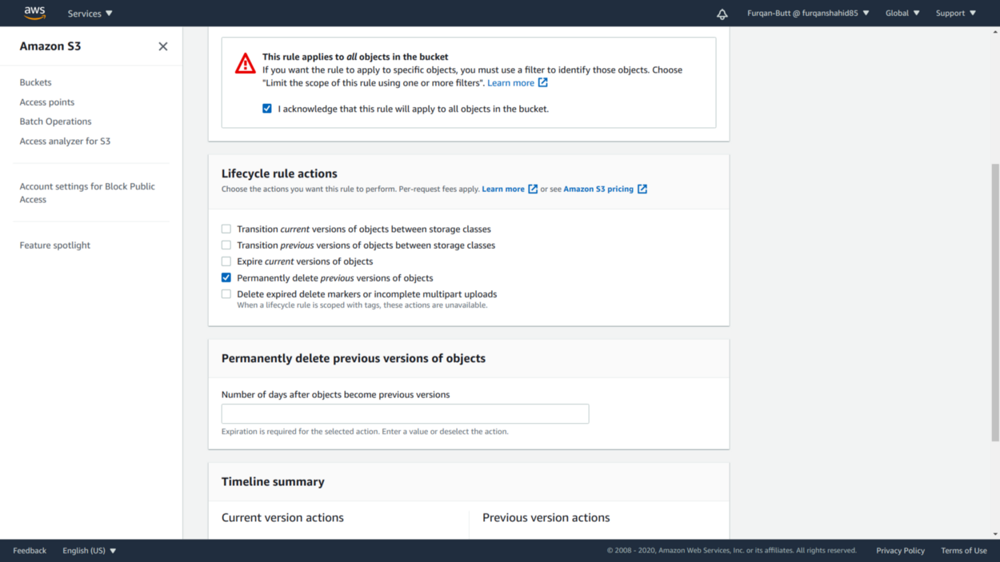 aws
Services
Furqan-Butt @ furqanshahid85
Global
Support
Amazon S3
Buckets
Access points
Batch Operations
Access analyzer for S3
Account settings for Block Public
Access
Feature spotlight
This rule applies to all objects in the bucket
If you want the rule to apply to specific objects, you must use a filter to identify those objects. Choose
"Limit the scope of this rule using one or more filters". Learn more
I acknowledge that this rule will apply to all objects in the bucket.
Lifecycle rule actions
Choose the actions you want this rule to perform. Per-request fees apply. Learn more or see Amazon S3 pricing
Transition current versions of objects between storage classes
Transition previous versions of objects between storage classes
Expire current versions of objects
Permanently delete previous versions of objects
Delete expired delete markers or incomplete multipart uploads
When a lifecycle rule is scoped with tags, these actions are unavailable.
Permanently delete previous versions of objects
Number of days after objects become previous versions
Expiration is required for the selected action. Enter a value or deselect the action.
Timeline summary
Current version actions
Previous version actions
Feedback
English (US)
© 2008 - 2020, Amazon Web Services, Inc. or its affiliates. All rights reserved.
Privacy Policy
Terms of Use